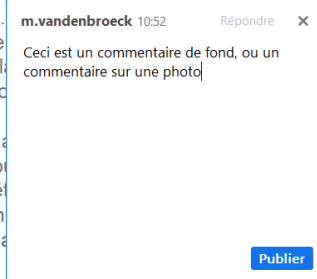 m.vandenbroeck 10:52 Répondre
Ceci est un commentaire de fond, ou un
commentaire sur une photo
Publier